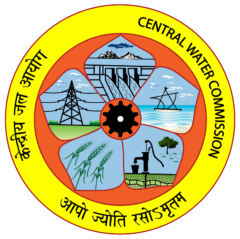 केन्द्रीय जल आयोग
CENTRAL WATER COMMISSION
आपो ज्योति रसोऽमृतम